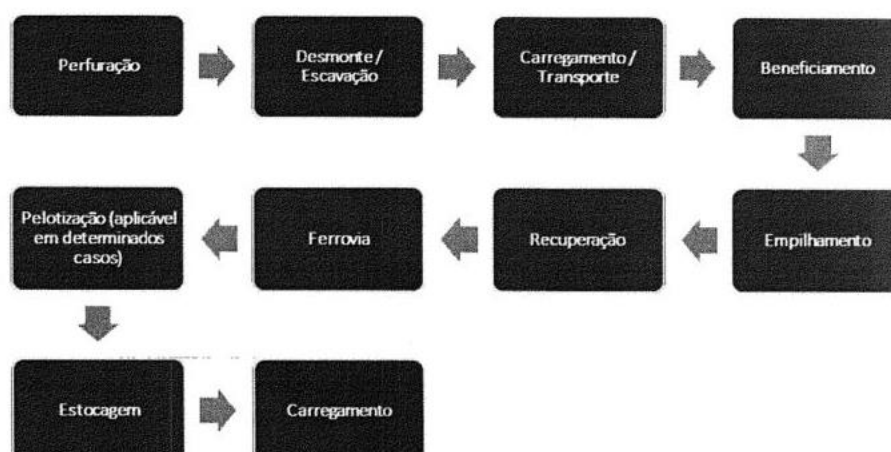 Perfuração
Desmonte /
Escavação
Carregamento /
Transporte
Beneficiamento
Empilhamento
Recuperação
Ferrovia
Pelotização (aplicável
em determinados
casos)
Estocagem
Carregamento